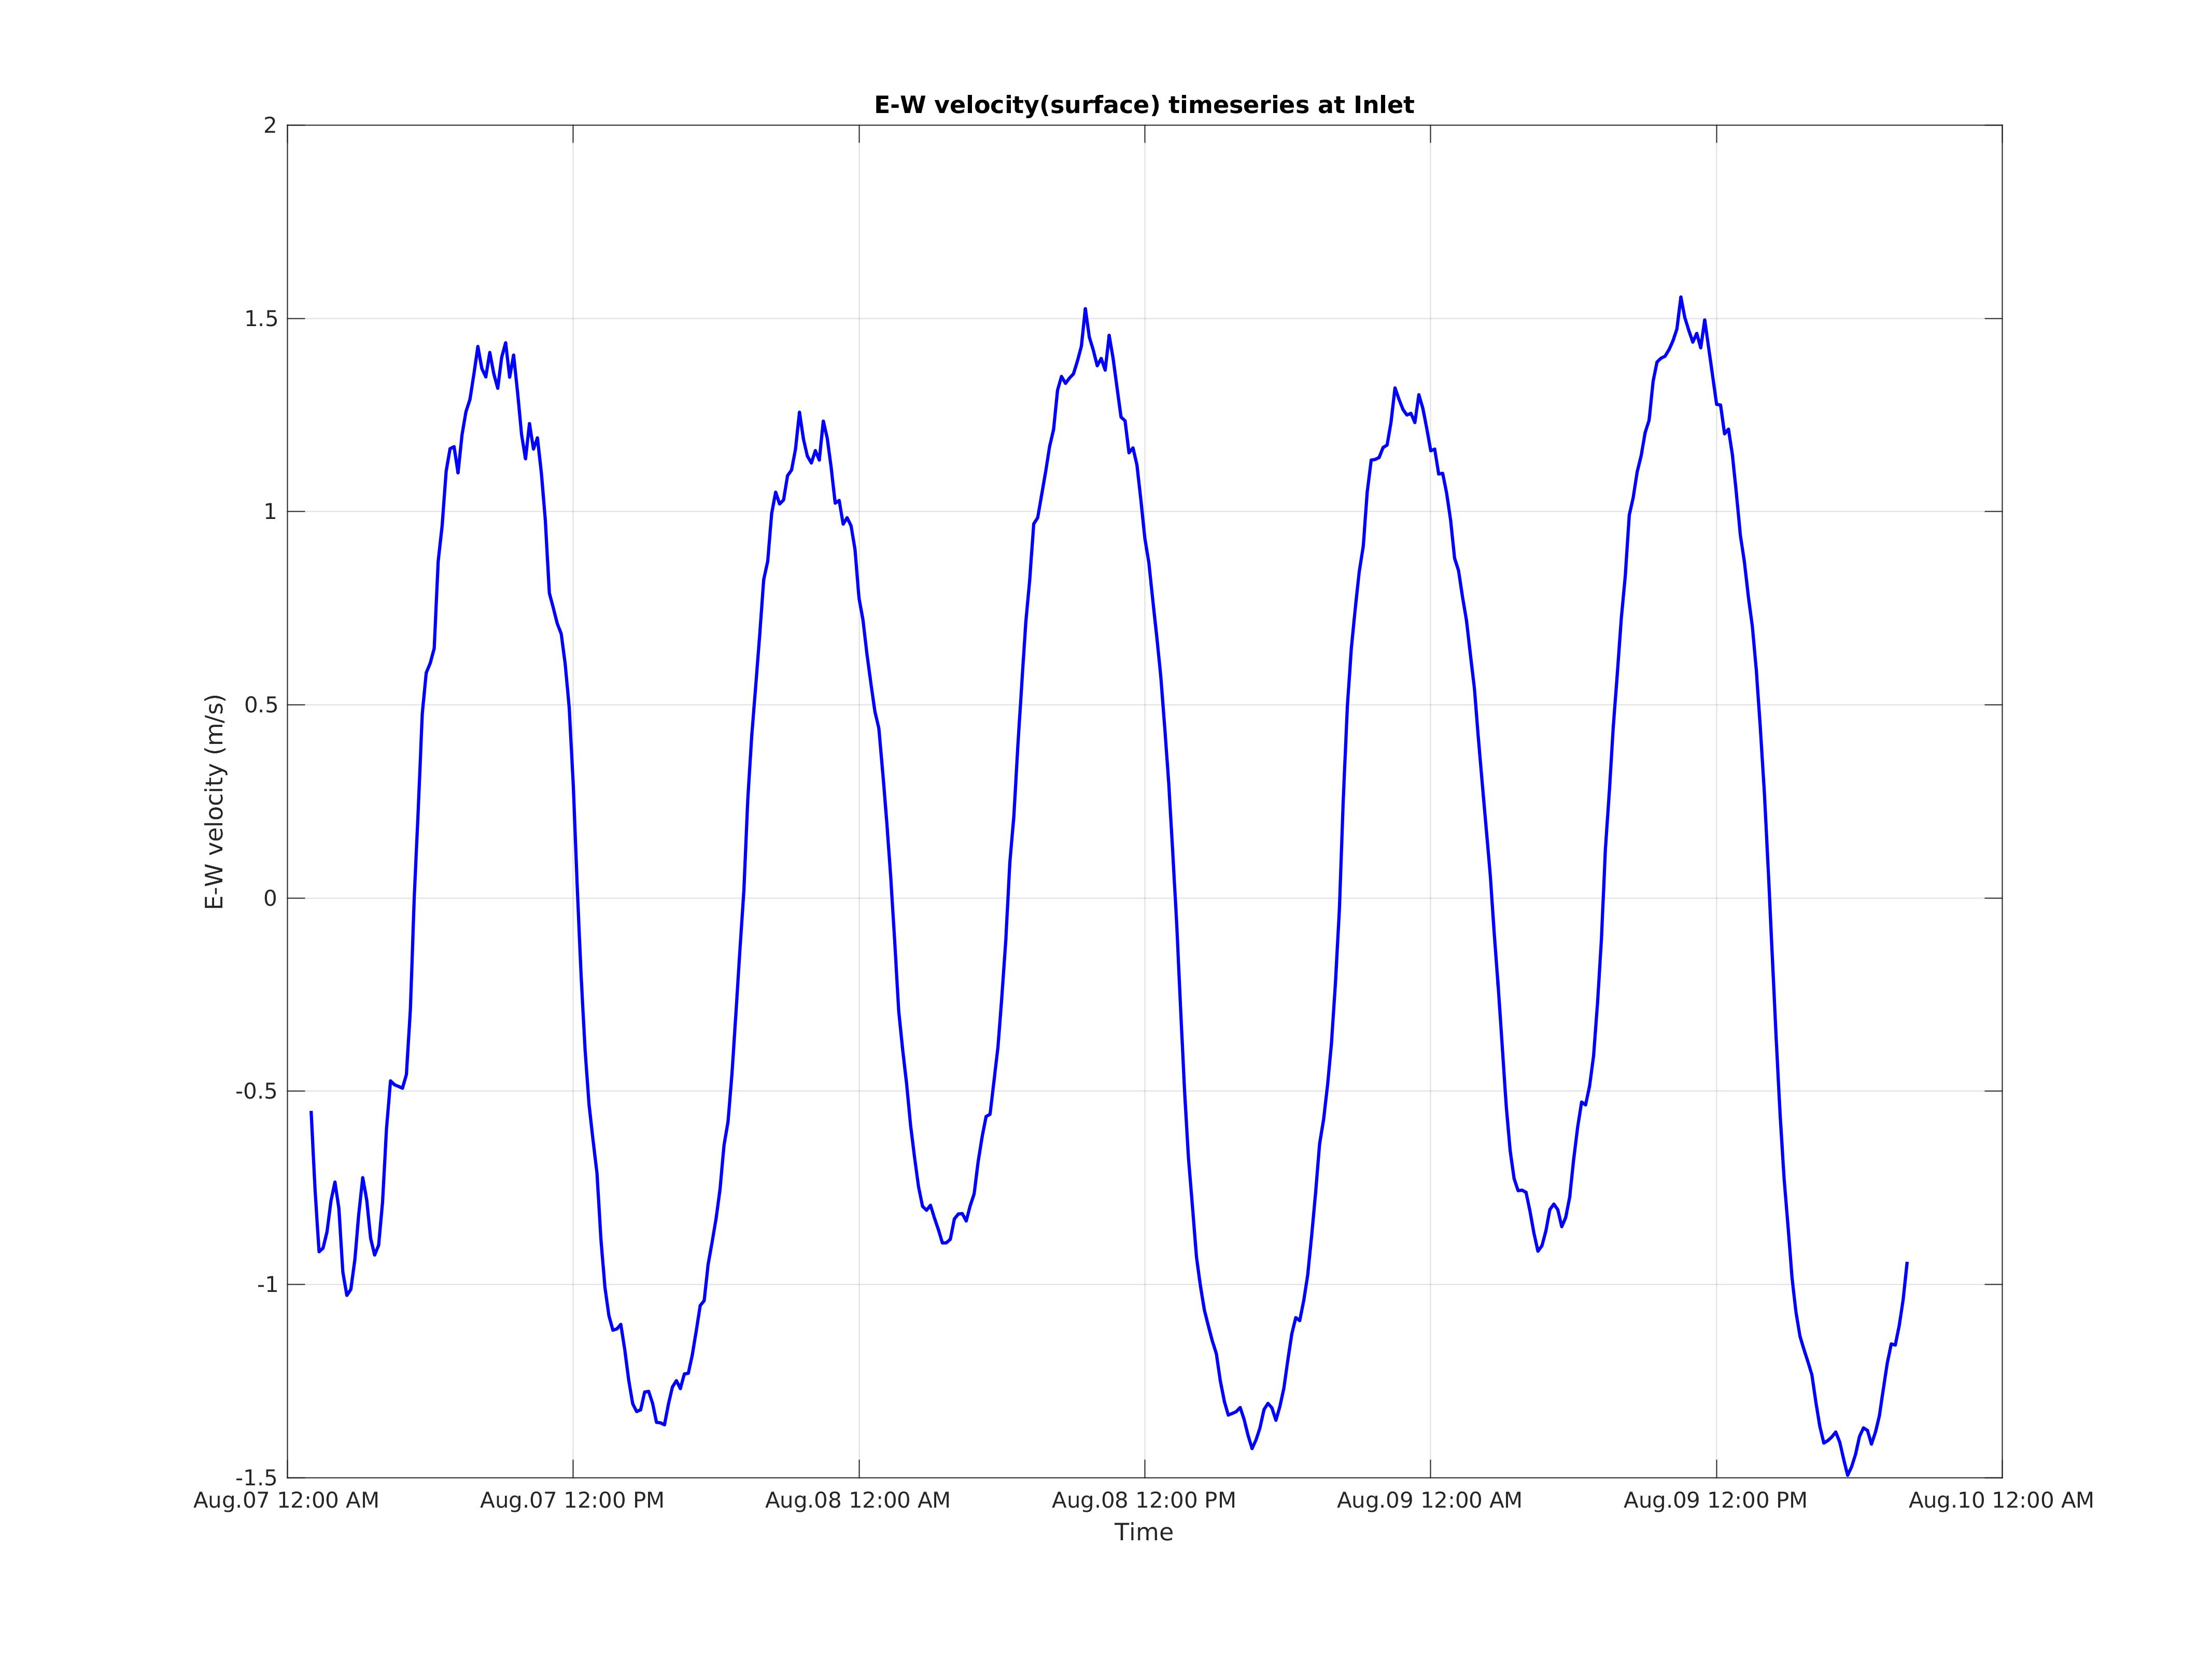 E-W velocity(surface) timeseries at Inlet
2
1.5
1
0.5
0
-0.5
-1
-1.5
E-W velocity (m/s)
Aug.07 12:00 AM Aug.07 12:00 PM Aug.08 12:00 AM Aug.08 12:00 PM Aug.09 12:00 AM Aug.09 12:00 PM Aug.10 12:00 AM
Time